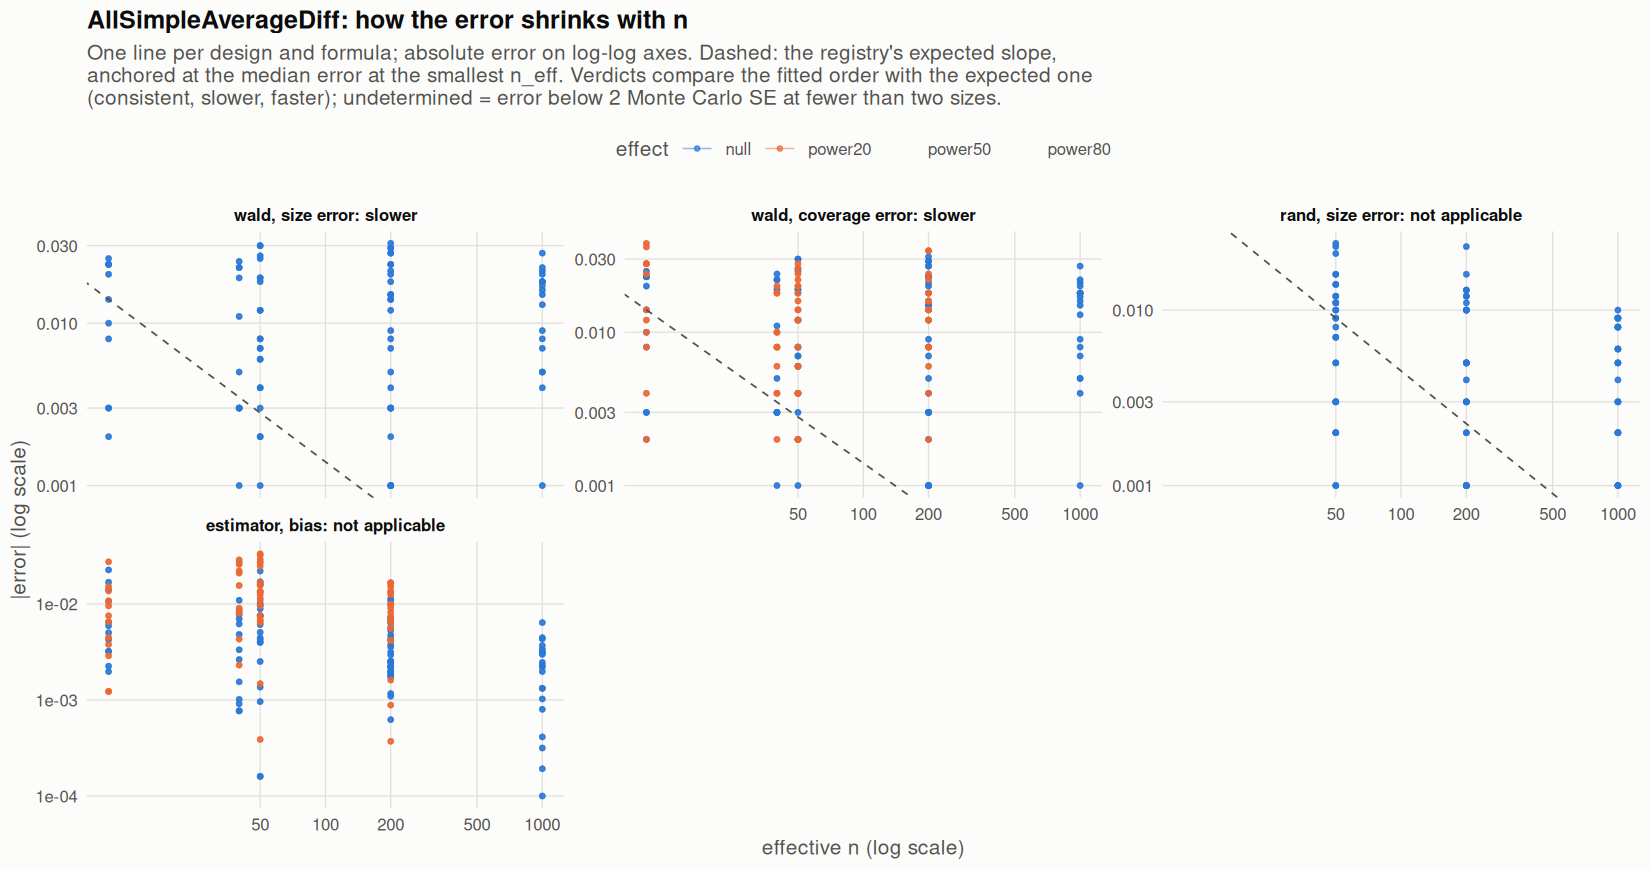 AllSimpleAverageDiff: how the error shrinks with n
One line per design and formula; absolute error on log-log axes. Dashed: the registry's expected slope,
anchored at the median error at the smallest n_eff. Verdicts compare the fitted order with the expected one
(consistent, slower, faster); undetermined = error below 2 Monte Carlo SE at fewer than two sizes.
effect null power20 power50 power80
wald, size error: slower
0.030
0.010
0.003
0.001
wald, coverage error: slower
0.030
0.010
0.003
0.001
50 100 200 500 1000
rand, size error: not applicable
0.010
0.003
0.001
50 100 200 500 1000
estimator, bias: not applicable
1e-02
1e-03
1e-04
50 100 200 500 1000
|error| (log scale)
effective n (log scale)